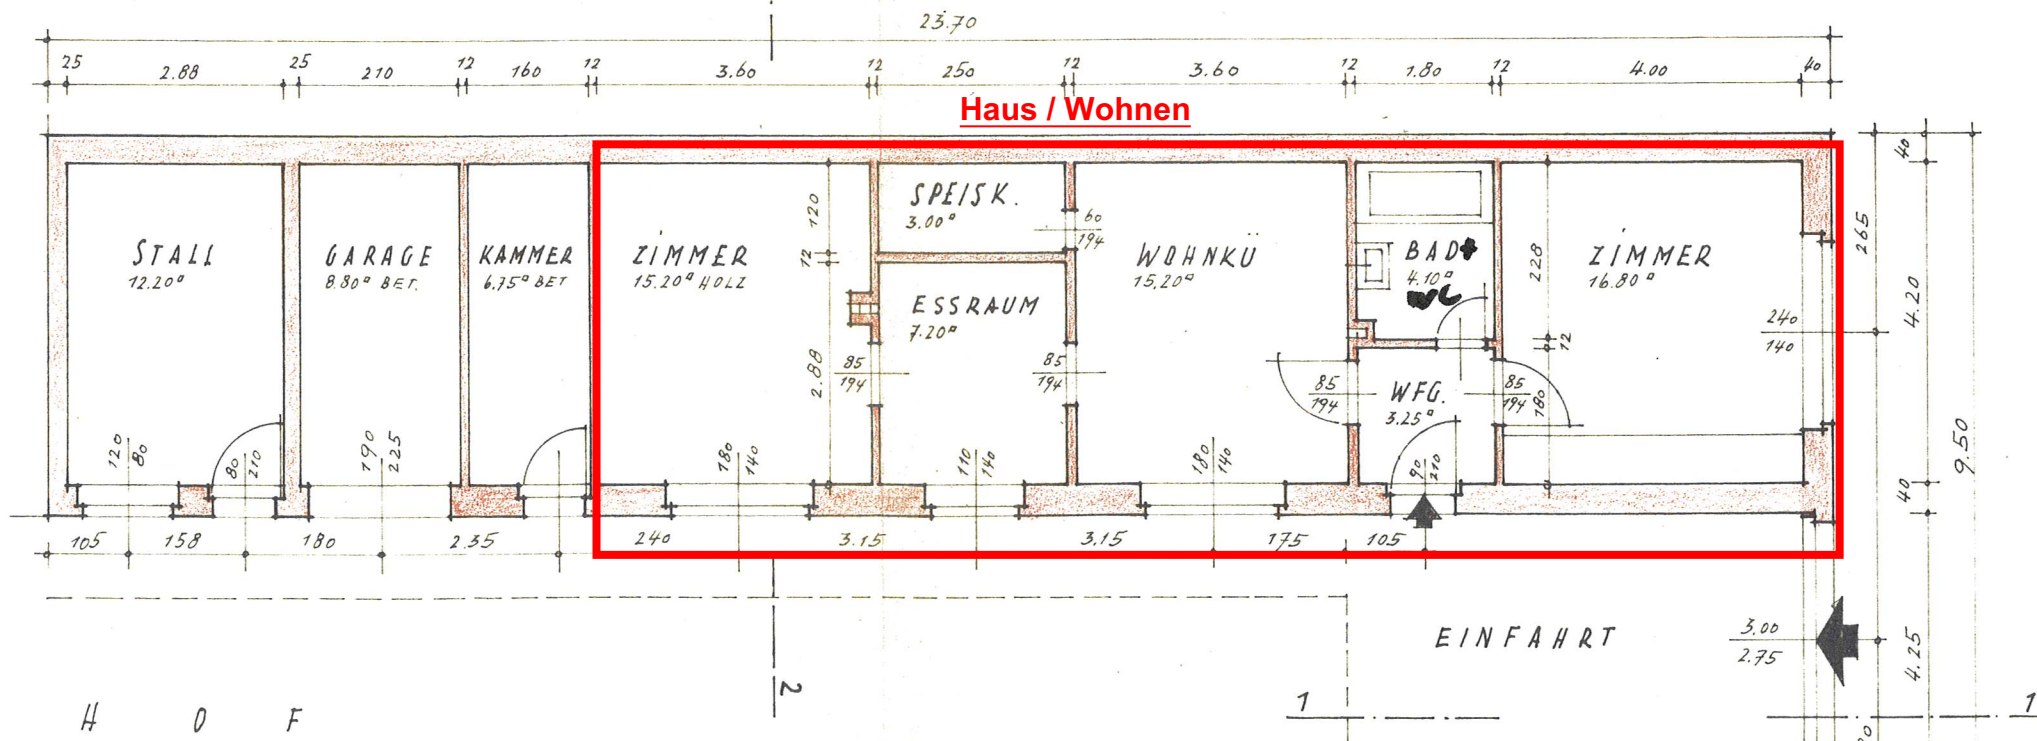 23.70
25 2.88 25 210 12 160 12 3.60 12 250 12 3.60 12 1.80 12 4.00 40
Haus / Wohnen
STALL
12.20ᵃ
GARAGE
8.80ᵃ BET.
KAMMER
6.75ᵃ BET
ZIMMER
15.20ᵃ HOLZ
120
12
2.88
SPEISK.
3.00ᵃ
60
194
ESSRAUM
7.20ᵃ
85
194
85
194
WOHNKÜ
15.20ᵃ
BAD
4.10ᵃ
WC
WFG.
3.25ᵃ
85
194
85
194
228
12
180
ZIMMER
16.80ᵃ
240
140
40
265
4.20
40
9.50
4.25
120
80
80
210
190
225
180
140
110
140
180
140
90
210
105 158 180 2.35 240 3.15 3.15 175 105
EINFAHRT
3.00
2.75
2
1 1
HOF